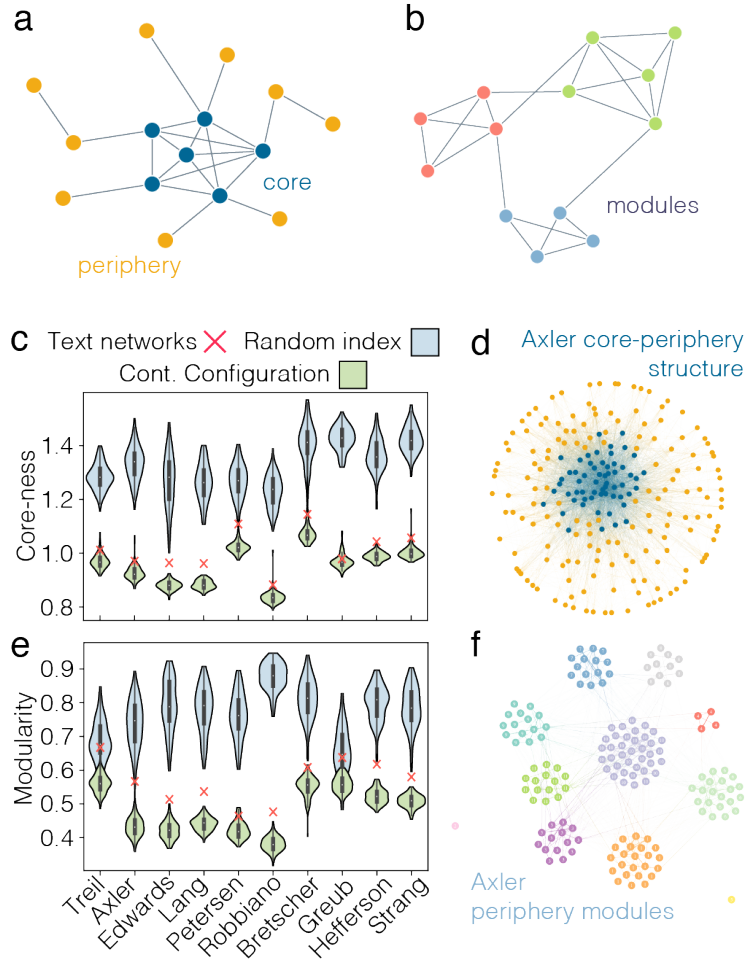 a
core
periphery
b
modules
c
Text networks Random index
Cont. Configuration
Core-ness
1.4
1.2
1.0
0.8
d
Axler core-periphery
structure
e
Modularity
0.9
0.8
0.7
0.6
0.5
0.4
Treil
Axler
Edwards
Lang
Petersen
Robbiano
Bretscher
Greub
Hefferson
Strang
f
Axler
periphery modules